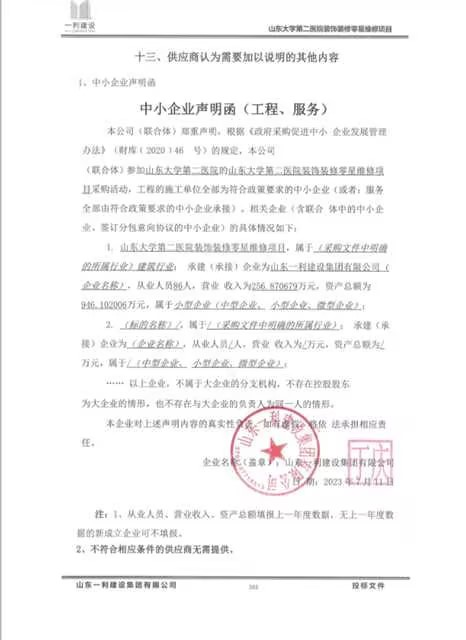 一利建设
山东大学第二医院装饰装修零星维修项目
十三、供应商认为需要加以说明的其他内容
1、中小企业声明函
中小企业声明函（工程、服务）
本公司（联合体）郑重声明，根据《政府采购促进中小 企业发展管理
办法》（财库﹝2020﹞46 号）的规定，本公司
（联合体）参加山东大学第二医院的山东大学第二医院装饰装修零星维修项
目采购活动，工程的施工单位全部为符合政策要求的中小企业（或者：服务
全部由符合政策要求的中小企业承接）。相关企业（含联合 体中的中小企
业、签订分包意向协议的中小企业）的具体情况如下：
1. 山东大学第二医院装饰装修零星维修项目，属于（采购文件中明确
的所属行业）建筑行业； 承建（承接）企业为山东一利建设集团有限公司（
企业名称），从业人员86人，营业 收入为256.870679万元，资产总额为
946.102006万元，属于小型企业（中型企业、 小型企业、微型企业）；
2. （标的名称）/，属于/（采购文件中明确的所属行业）； 承建（承
接）企业为（企业名称），从业人员/人，营业 收入为/万元，资产总额为/
万元，属于/（中型企业、 小型企业、微型企业）；
…… 以上企业，不属于大企业的分支机构，不存在控股股东
为大企业的情形，也不存在与大企业的负责人为同一人的情形。
本企业对上述声明内容的真实性负责。如有虚假，将依 法承担相应责
任。
企业名称（盖章）：山东一利建设集团有限公司
日 期：2023 年 7 月 11 日
山东一利建设集团有限公司
注：1、从业人员、营业收入、资产总额填报上一年度数据，无上一年度数
据的新成立企业可不填报。
2、不符合相应条件的供应商无需提供。
山东一利建设集团有限公司
投标文件